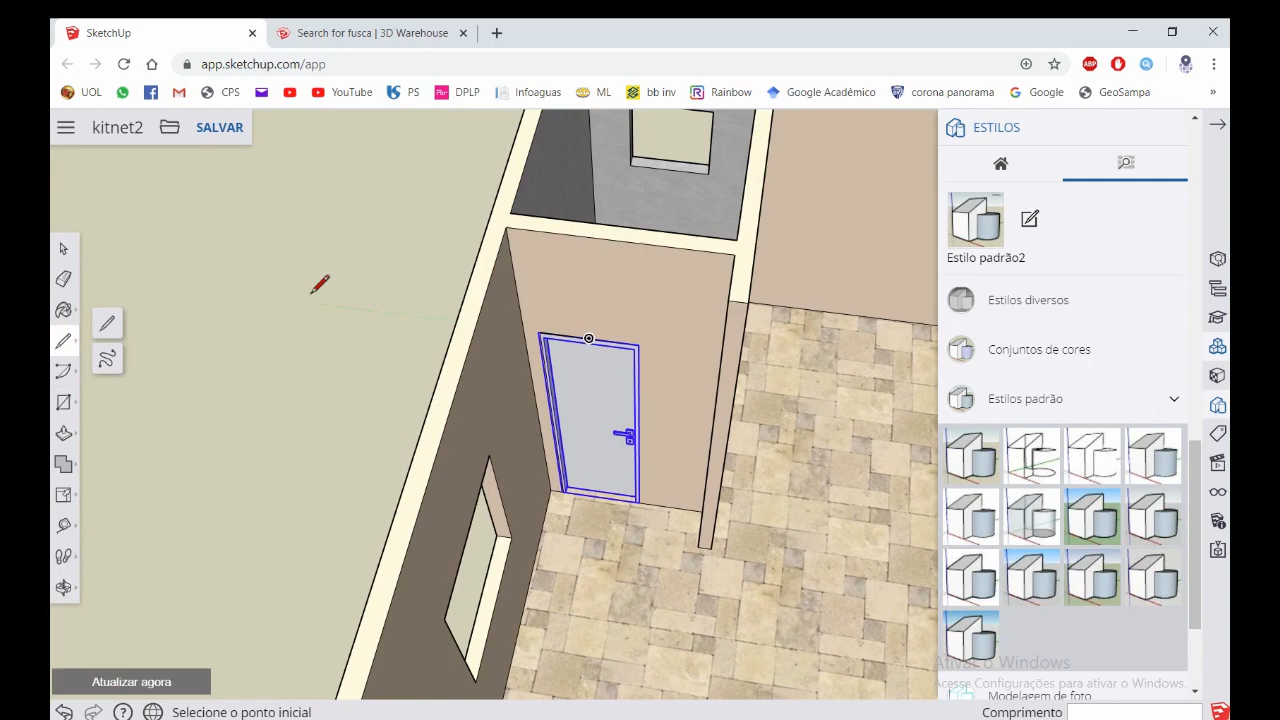 SketchUp
Search for fusca | 3D Warehouse
app.sketchup.com/app
ABP
UOL
CPS
YouTube
PS
DPLP
Infoaguas
ML
bb inv
Rainbow
Google Acadêmico
corona panorama
Google
GeoSampa
»
kitnet2
SALVAR
ESTILOS
Estilo padrão2
Estilos diversos
Conjuntos de cores
Estilos padrão
Modelagem de foto
Ativar o Windows
Acesse Configurações para ativar o Windows.
Atualizar agora
Selecione o ponto inicial
Comprimento